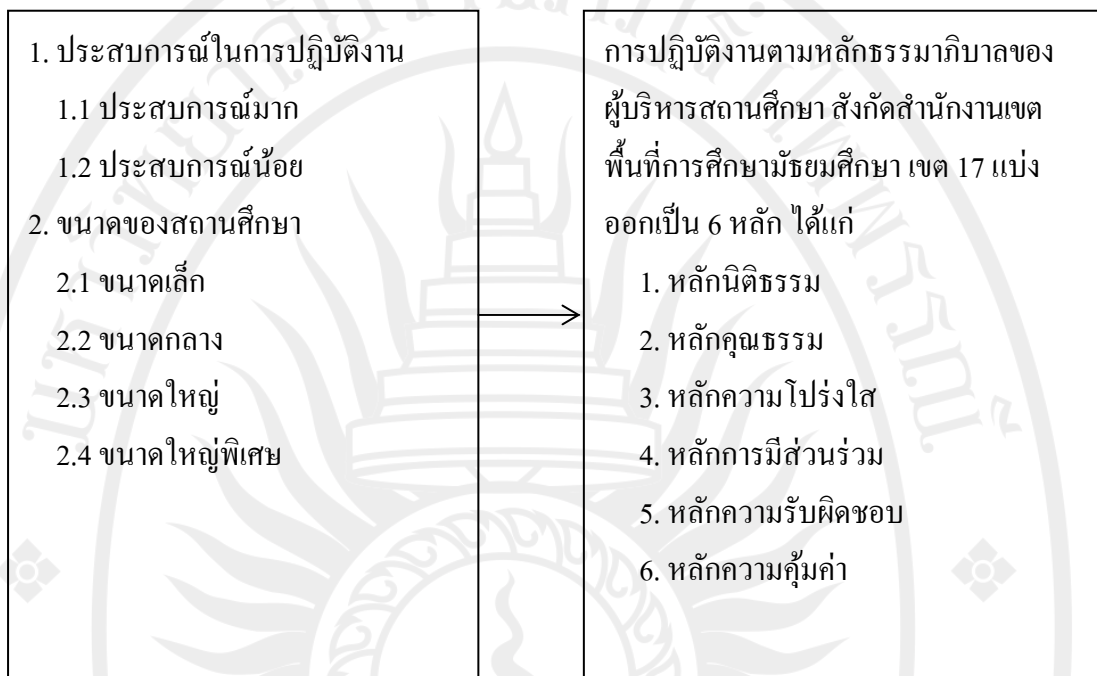 1. ประสบการณ์ในการปฏิบัติงาน
1.1 ประสบการณ์มาก
1.2 ประสบการณ์น้อย
2. ขนาดของสถานศึกษา
2.1 ขนาดเล็ก
2.2 ขนาดกลาง
2.3 ขนาดใหญ่
2.4 ขนาดใหญ่พิเศษ
การปฏิบัติงานตามหลักธรรมาภิบาลของ
ผู้บริหารสถานศึกษา สังกัดสำนักงานเขต
พื้นที่การศึกษามัธยมศึกษา เขต 17 แบ่ง
ออกเป็น 6 หลัก ได้แก่
1. หลักนิติธรรม
2. หลักคุณธรรม
3. หลักความโปร่งใส
4. หลักการมีส่วนร่วม
5. หลักความรับผิดชอบ
6. หลักความคุ้มค่า